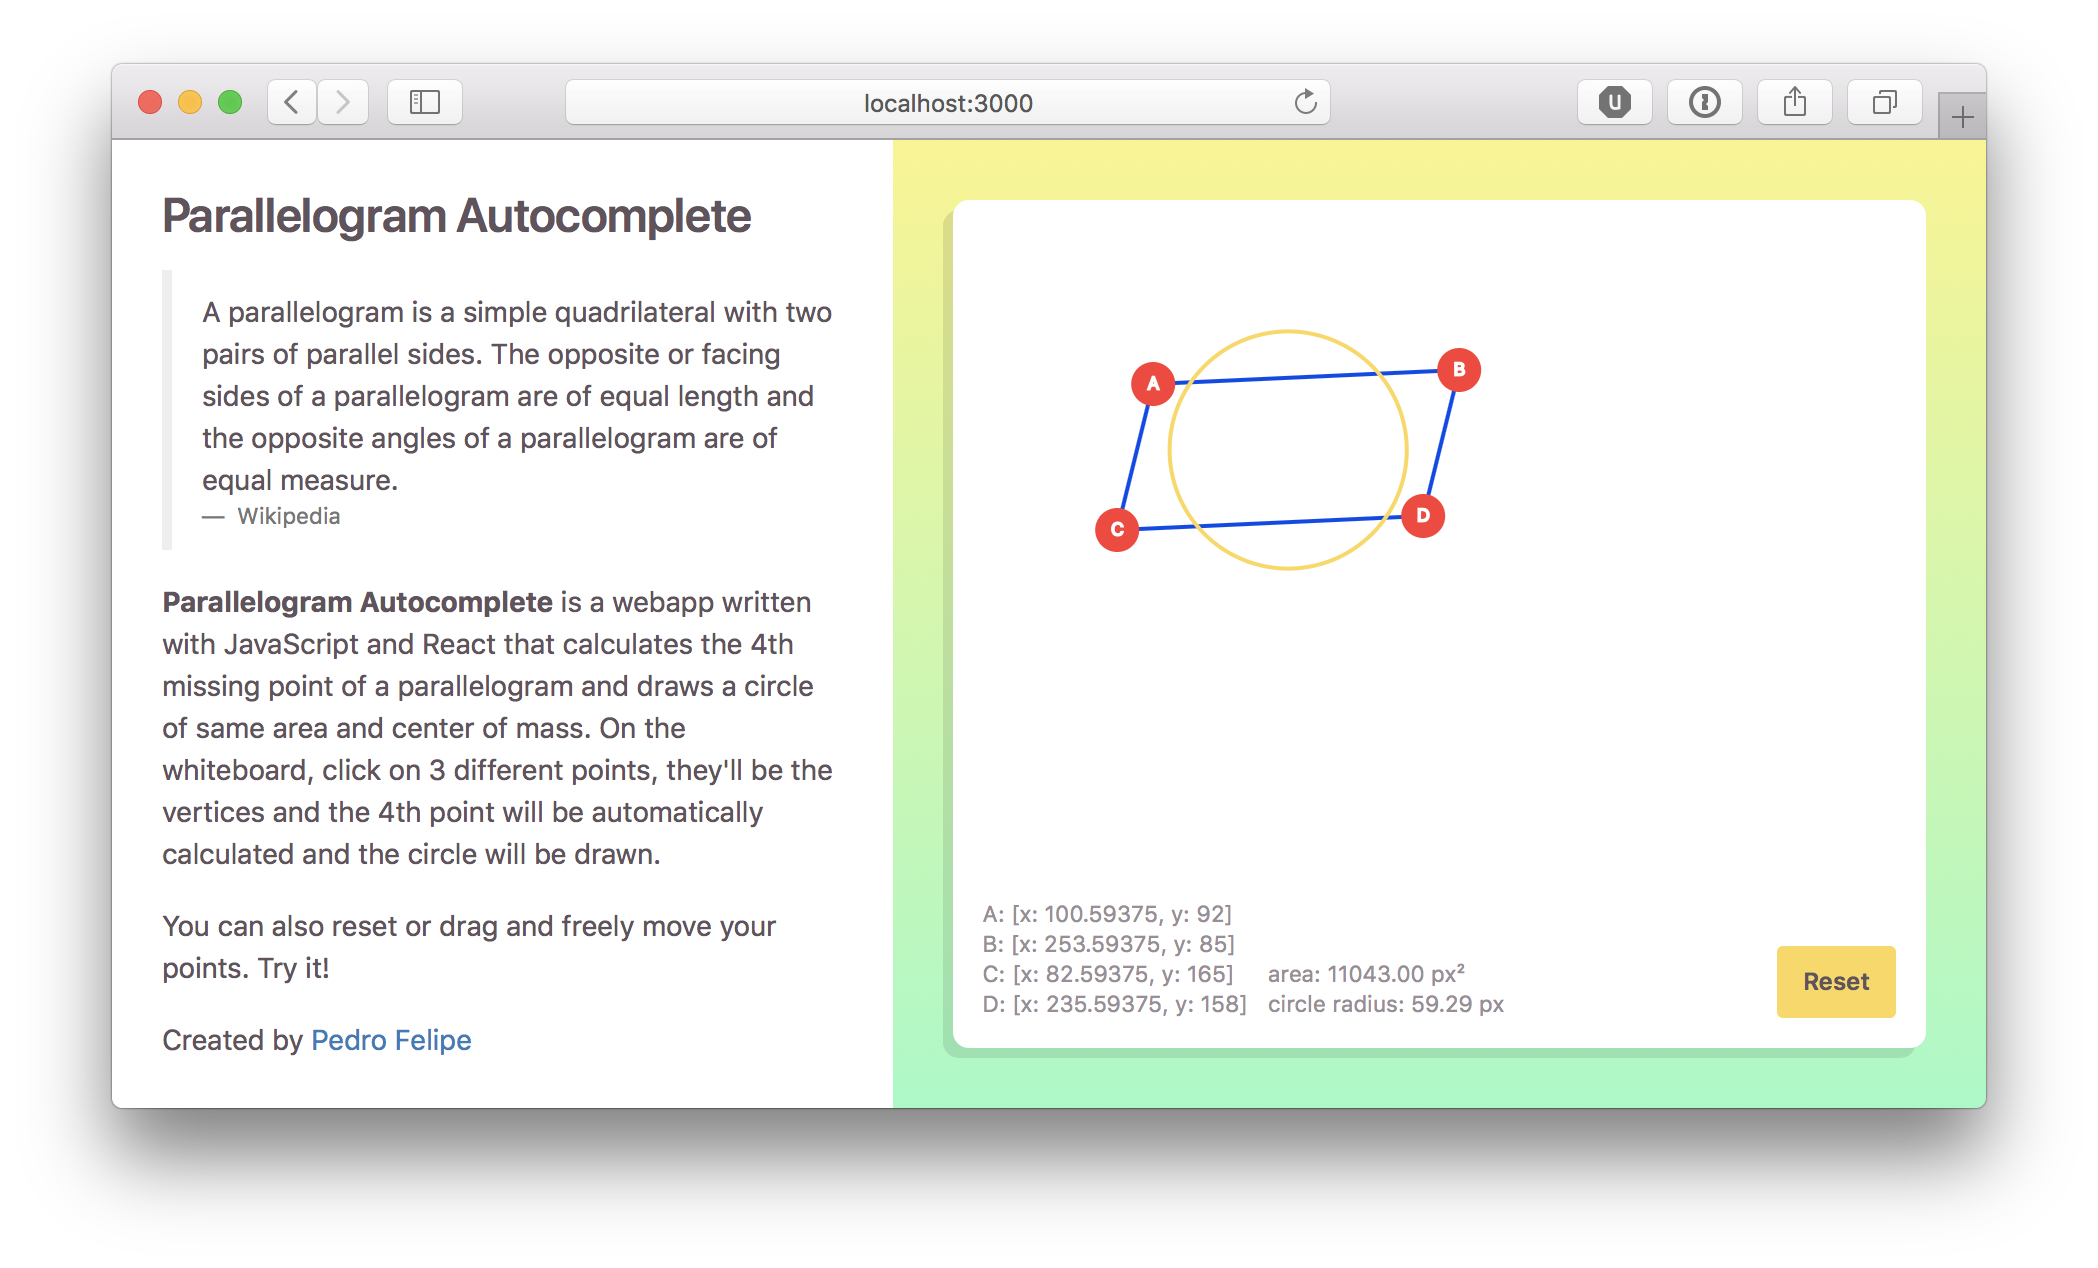 localhost:3000
Parallelogram Autocomplete
A parallelogram is a simple quadrilateral with two
pairs of parallel sides. The opposite or facing
sides of a parallelogram are of equal length and
the opposite angles of a parallelogram are of
equal measure.
— Wikipedia
Parallelogram Autocomplete is a webapp written
with JavaScript and React that calculates the 4th
missing point of a parallelogram and draws a circle
of same area and center of mass. On the
whiteboard, click on 3 different points, they'll be the
vertices and the 4th point will be automatically
calculated and the circle will be drawn.
You can also reset or drag and freely move your
points. Try it!
Created by Pedro Felipe
A
B
C
D
A: [x: 100.59375, y: 92]
B: [x: 253.59375, y: 85]
C: [x: 82.59375, y: 165] area: 11043.00 px²
D: [x: 235.59375, y: 158] circle radius: 59.29 px
Reset